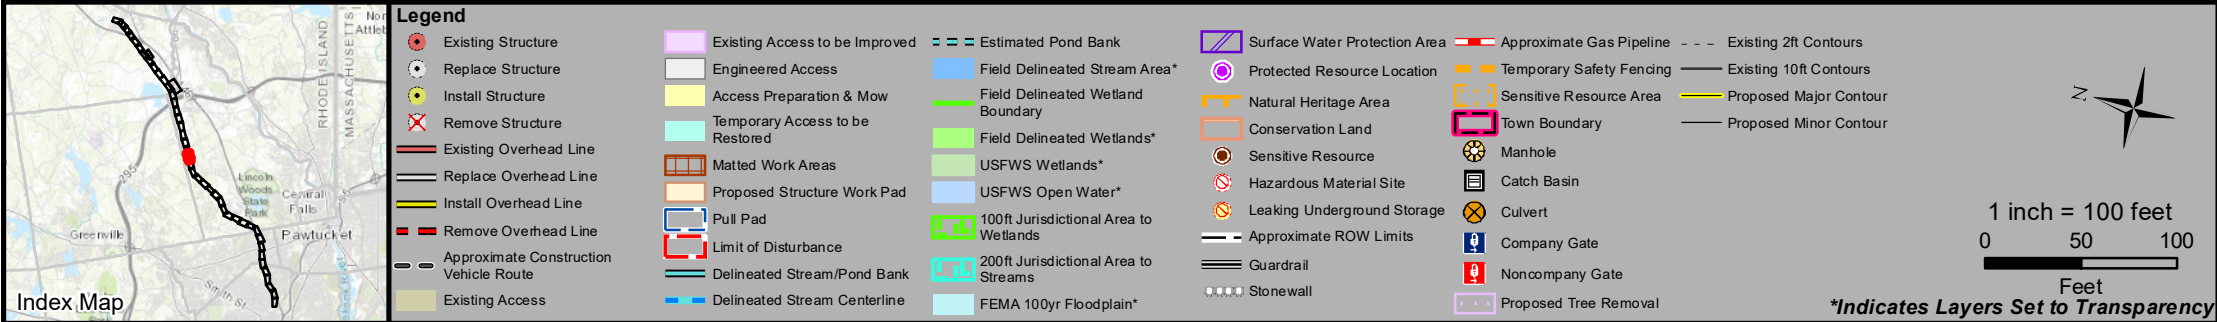 Nor
Attleb
RHODE ISLAND
MASSACHUSETTS
295
Lincoln
Woods
State
Park
Central
Falls
95
Greenville
Pawtucket
Smith St
Index Map
Legend
Existing Structure
Replace Structure
Install Structure
Remove Structure
Existing Overhead Line
Replace Overhead Line
Install Overhead Line
Remove Overhead Line
Approximate Construction
Vehicle Route
Existing Access
Existing Access to be Improved
Engineered Access
Access Preparation & Mow
Temporary Access to be
Restored
Matted Work Areas
Proposed Structure Work Pad
Pull Pad
Limit of Disturbance
Delineated Stream/Pond Bank
Delineated Stream Centerline
Estimated Pond Bank
Field Delineated Stream Area*
Field Delineated Wetland
Boundary
Field Delineated Wetlands*
USFWS Wetlands*
USFWS Open Water*
100ft Jurisdictional Area to
Wetlands
200ft Jurisdictional Area to
Streams
FEMA 100yr Floodplain*
Surface Water Protection Area
Protected Resource Location
Natural Heritage Area
Conservation Land
Sensitive Resource
Hazardous Material Site
Leaking Underground Storage
Approximate ROW Limits
Guardrail
Stonewall
Approximate Gas Pipeline
Temporary Safety Fencing
Sensitive Resource Area
Town Boundary
Manhole
Catch Basin
Culvert
Company Gate
Noncompany Gate
Proposed Tree Removal
Existing 2ft Contours
Existing 10ft Contours
Proposed Major Contour
Proposed Minor Contour
N
1 inch = 100 feet
0 50 100
Feet
*Indicates Layers Set to Transparency